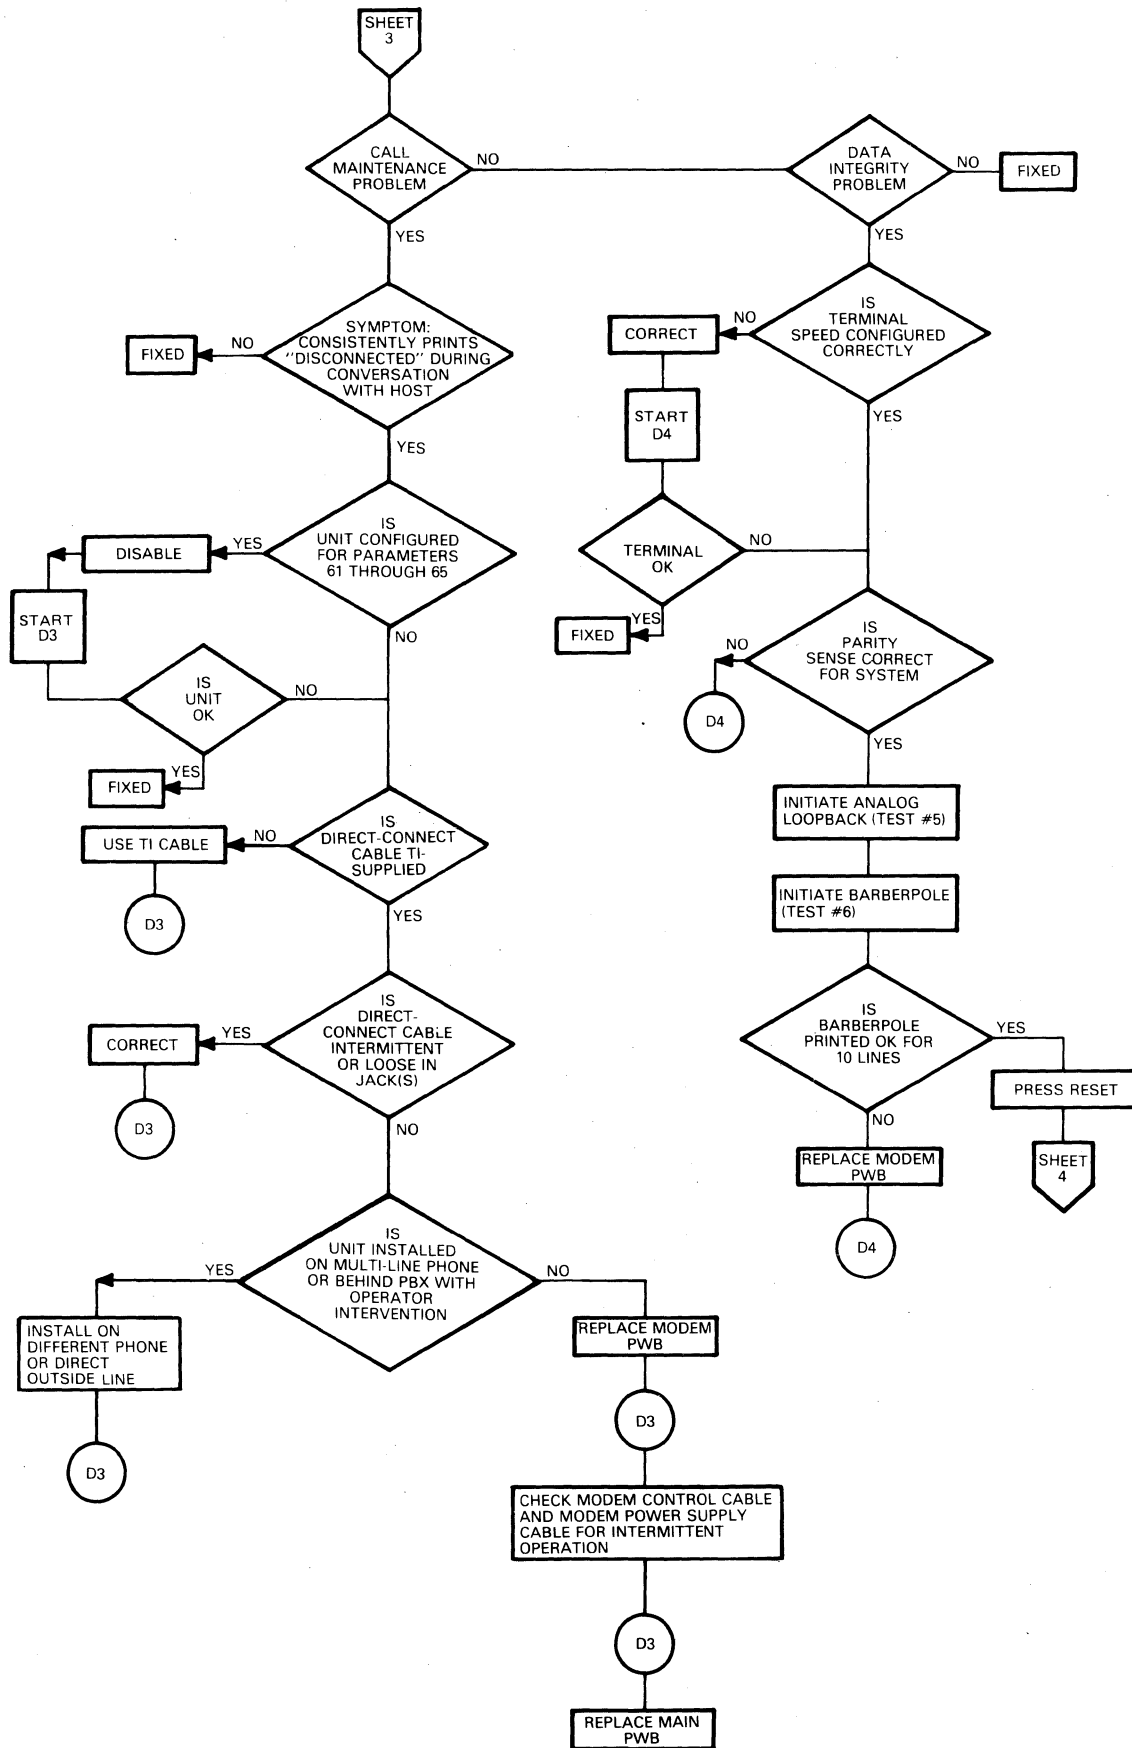 SHEET
3
CALL
MAINTENANCE
PROBLEM
NO
YES
DATA
INTEGRITY
PROBLEM
NO
FIXED
YES
SYMPTOM:
CONSISTENTLY PRINTS
"DISCONNECTED" DURING
CONVERSATION
WITH HOST
NO
FIXED
YES
IS
UNIT CONFIGURED
FOR PARAMETERS
61 THROUGH 65
YES
DISABLE
START
D3
NO
IS
UNIT
OK
NO
YES
FIXED
IS
DIRECT-CONNECT
CABLE TI-
SUPPLIED
NO
USE TI CABLE
D3
YES
IS
DIRECT-
CONNECT CABLE
INTERMITTENT
OR LOOSE IN
JACK(S)
YES
CORRECT
D3
NO
IS
UNIT INSTALLED
ON MULTI-LINE PHONE
OR BEHIND PBX WITH
OPERATOR
INTERVENTION
YES
INSTALL ON
DIFFERENT PHONE
OR DIRECT
OUTSIDE LINE
D3
NO
REPLACE MODEM
PWB
D3
CHECK MODEM CONTROL CABLE
AND MODEM POWER SUPPLY
CABLE FOR INTERMITTENT
OPERATION
D3
REPLACE MAIN
PWB
IS
TERMINAL
SPEED CONFIGURED
CORRECTLY
NO
CORRECT
START
D4
YES
TERMINAL
OK
NO
YES
FIXED
IS
PARITY
SENSE CORRECT
FOR SYSTEM
NO
D4
YES
INITIATE ANALOG
LOOPBACK (TEST #5)
INITIATE BARBERPOLE
(TEST #6)
IS
BARBERPOLE
PRINTED OK FOR
10 LINES
YES
PRESS RESET
SHEET
4
NO
REPLACE MODEM
PWB
D4